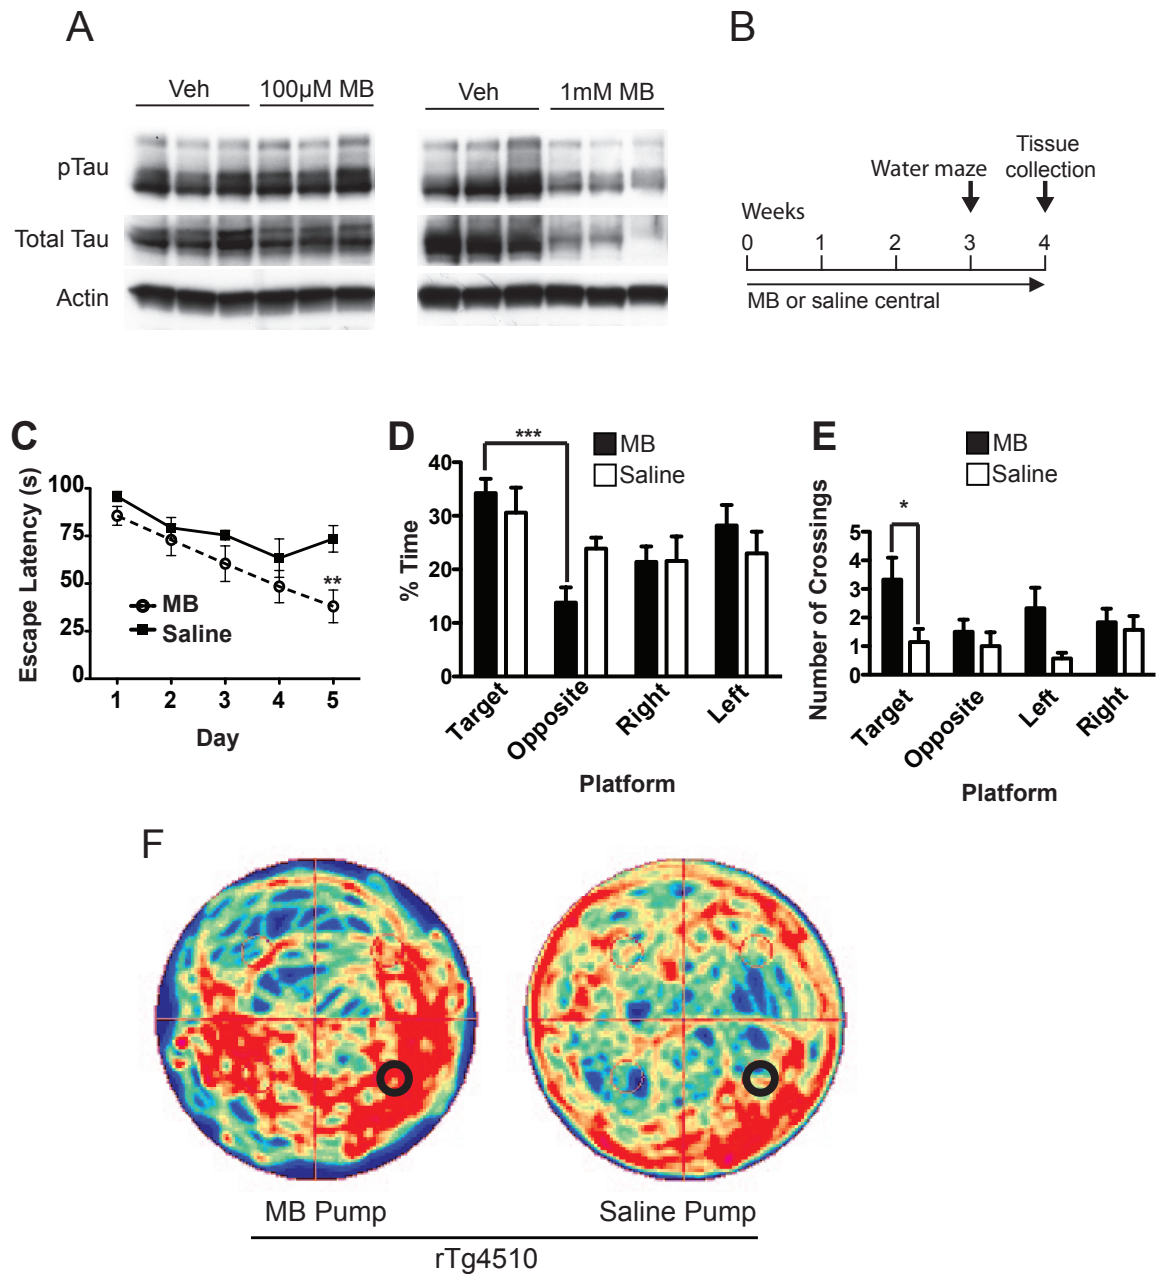 A
B
Veh 100µM MB
Veh 1mM MB
pTau
Total Tau
Actin
Water maze
Tissue
collection
Weeks
0 1 2 3 4
MB or saline central
C
Escape Latency (s)
100
75
50
25
0
**
MB
Saline
1 2 3 4 5
Day
D
MB
Saline
***
% Time
40
30
20
10
0
Target Opposite Right Left
Platform
E
MB
Saline
*
Number of Crossings
5
4
3
2
1
0
Target Opposite Left Right
Platform
F
MB Pump Saline Pump
rTg4510